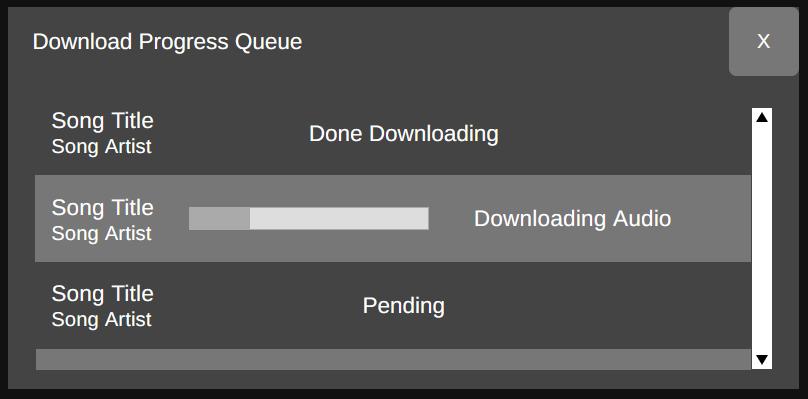 Download Progress Queue
X
Song Title
Song Artist
Done Downloading
Song Title
Song Artist
Downloading Audio
Song Title
Song Artist
Pending